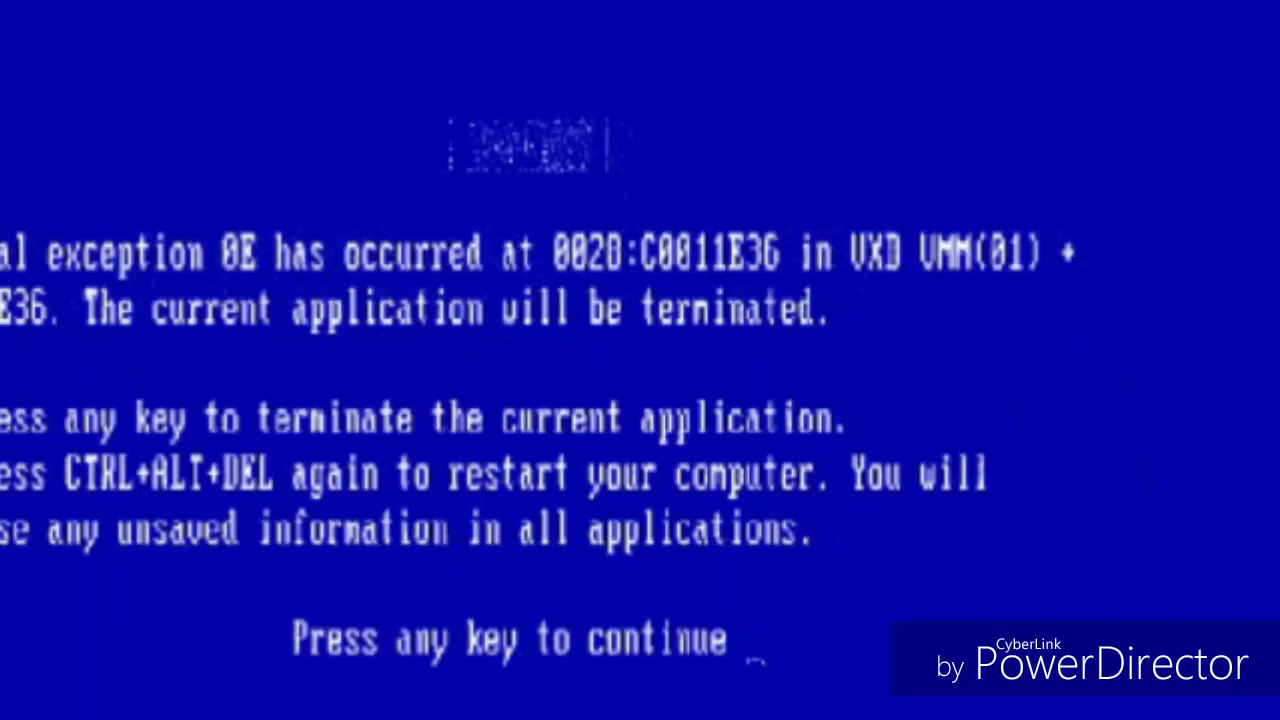 al exception 0E has occurred at 0028:C0011E36 in VXD VMM(01) +
E36. The current application will be terminated.
ess any key to terminate the current application.
ess CTRL+ALT+DEL again to restart your computer. You will
se any unsaved information in all applications.
Press any key to continue _
by CyberLink PowerDirector